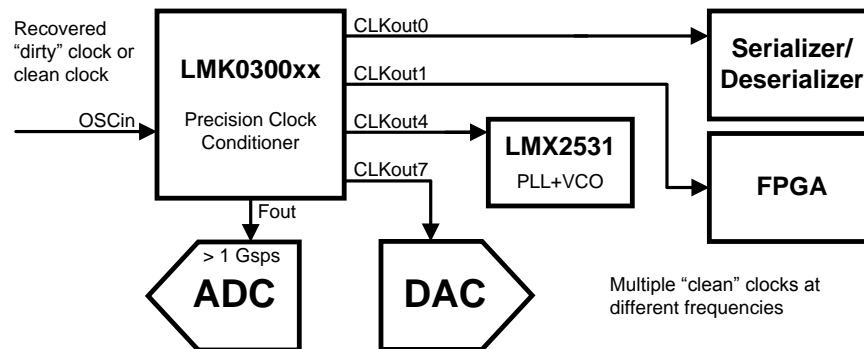 Recovered
“dirty” clock or
clean clock
OSCin
LMK0300xx
Precision Clock
Conditioner
CLKout0
CLKout1
CLKout4
CLKout7
Fout
Serializer/
Deserializer
LMX2531
PLL+VCO
FPGA
> 1 Gsps
ADC
DAC
Multiple “clean” clocks at
different frequencies